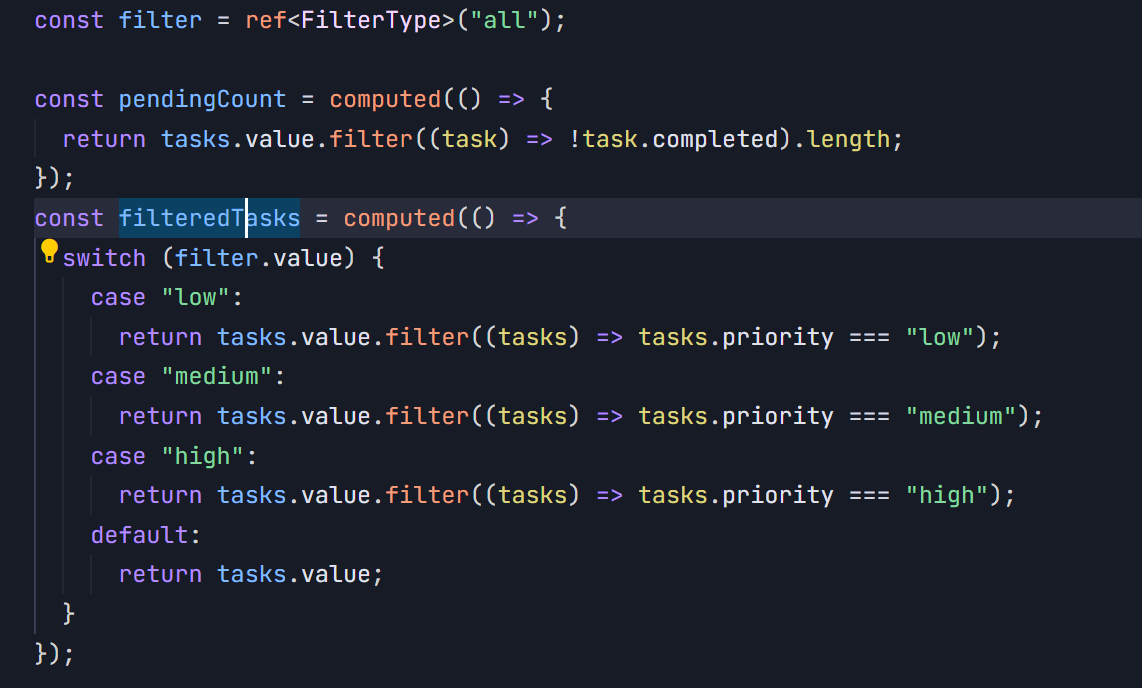 const filter = ref<FilterType>("all");
const pendingCount = computed(() => {
return tasks.value.filter((task) => !task.completed).length;
});
const filteredTasks = computed(() => {
switch (filter.value) {
case "low":
return tasks.value.filter((tasks) => tasks.priority === "low");
case "medium":
return tasks.value.filter((tasks) => tasks.priority === "medium");
case "high":
return tasks.value.filter((tasks) => tasks.priority === "high");
default:
return tasks.value;
}
});